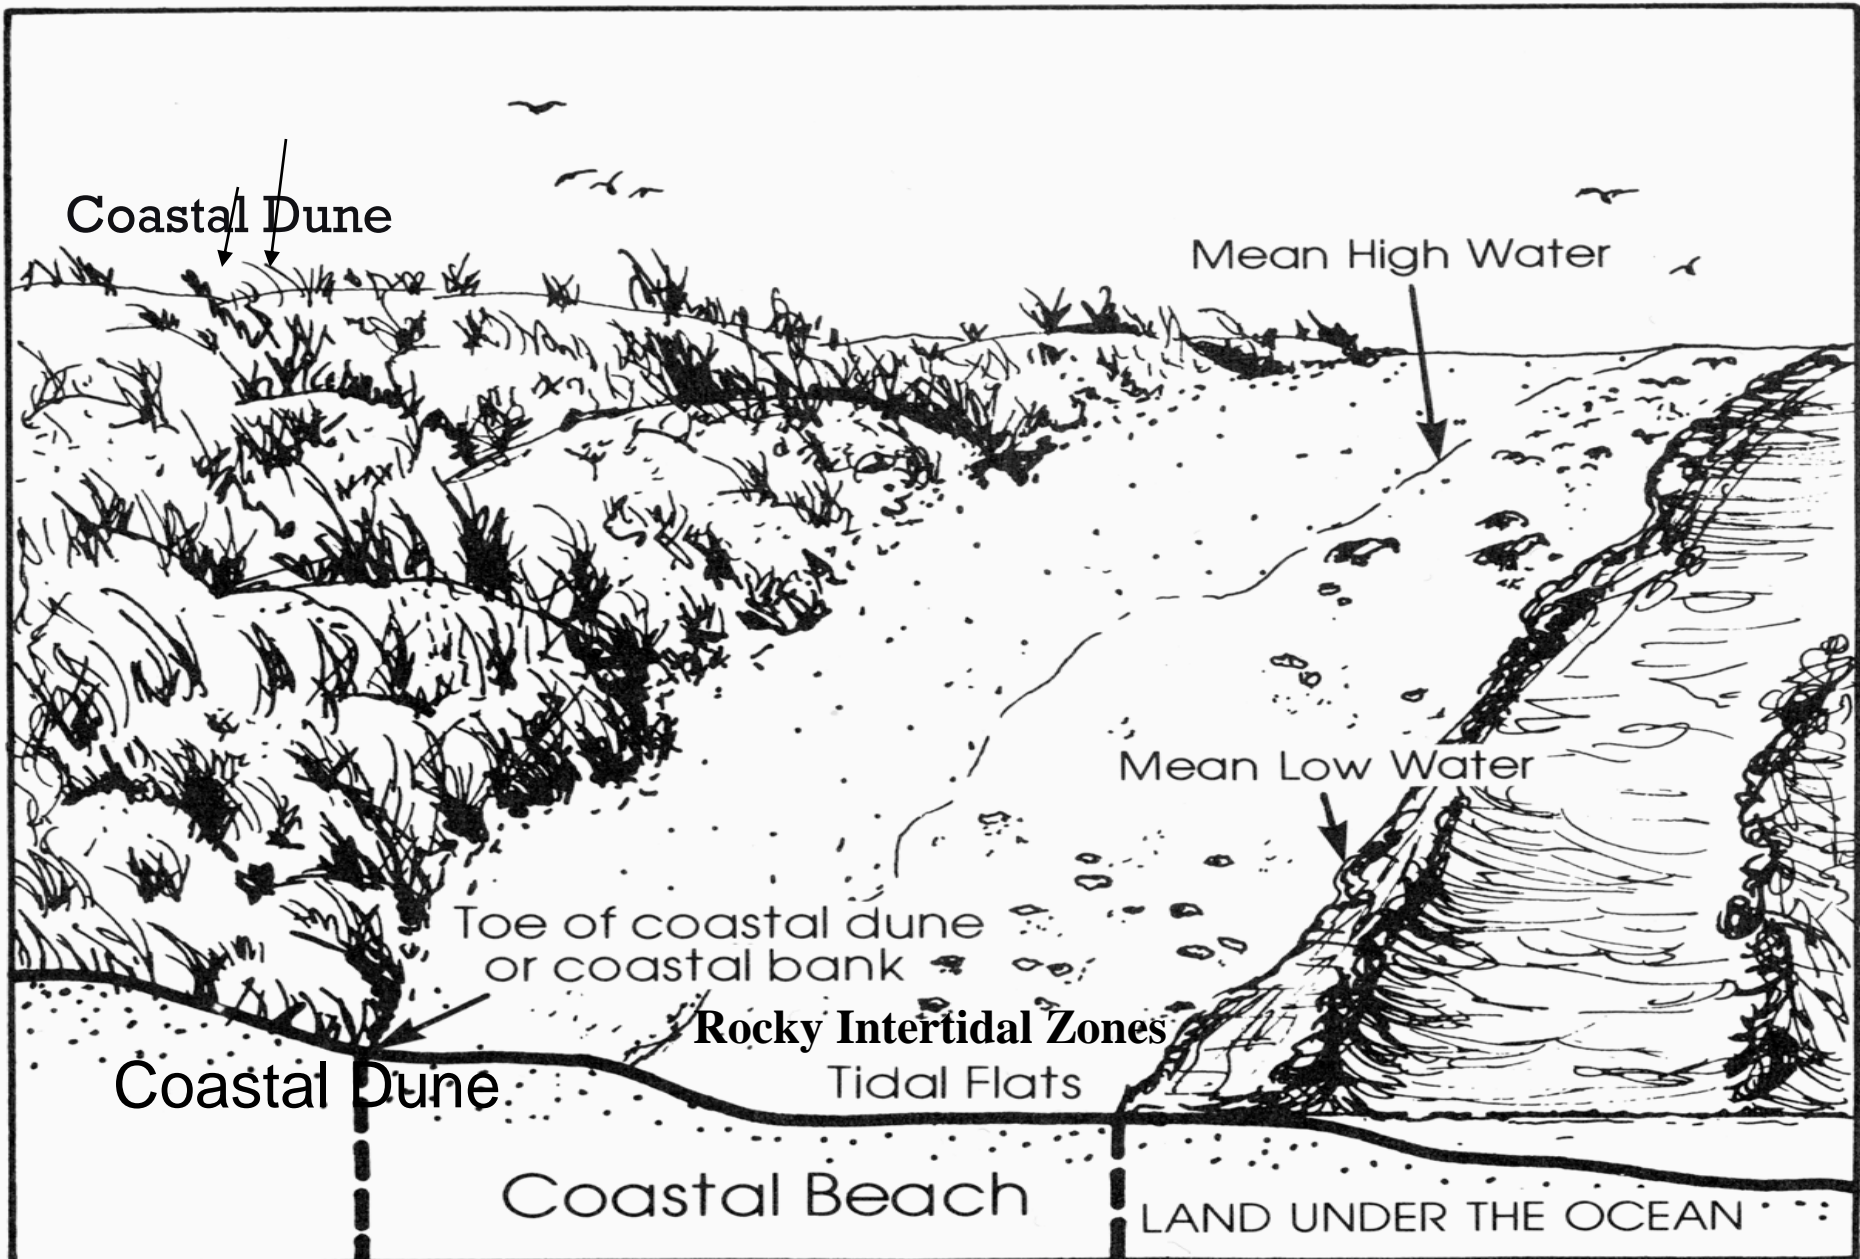 Coastal Dune
Mean High Water
Mean Low Water
Toe of coastal dune
or coastal bank
Rocky Intertidal Zones
Tidal Flats
Coastal Dune
Coastal Beach
LAND UNDER THE OCEAN